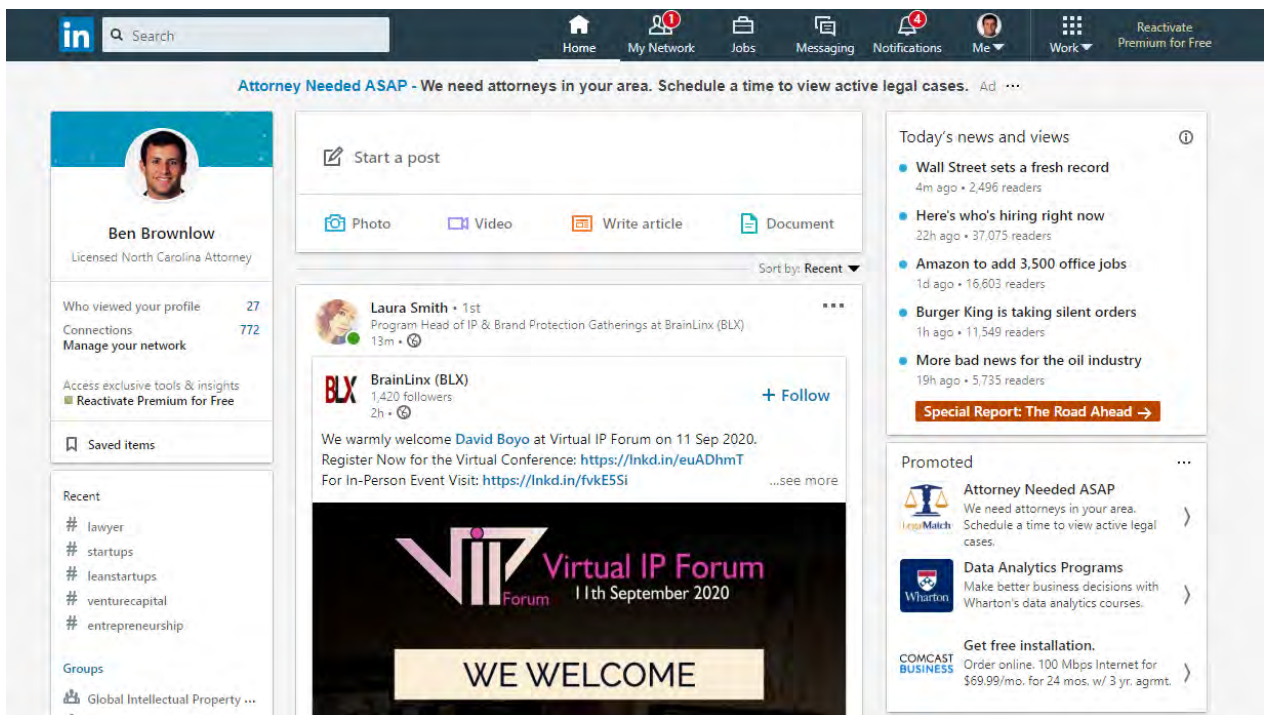 in
Search
1
4
Home
My Network
Jobs
Messaging
Notifications
Me
Work
Reactivate
Premium for Free
Attorney Needed ASAP - We need attorneys in your area. Schedule a time to view active legal cases. Ad ...
Ben Brownlow
Licensed North Carolina Attorney
Who viewed your profile 27
Connections 772
Manage your network
Access exclusive tools & insights
Reactivate Premium for Free
Saved items
Recent
# lawyer
# startups
# leanstartups
# venturecapital
# entrepreneurship
Groups
Global Intellectual Property ...
Start a post
Photo
Video
Write article
Document
Sort by: Recent
Laura Smith • 1st
Program Head of IP & Brand Protection Gatherings at BrainLinx (BLX)
13m •
BLX
BrainLinx (BLX)
1,420 followers
2h •
+ Follow
We warmly welcome David Boyo at Virtual IP Forum on 11 Sep 2020.
Register Now for the Virtual Conference: https://lnkd.in/euADhmT
For In-Person Event Visit: https://lnkd.in/fvkE5Si
...see more
VIP
Forum
Virtual IP Forum
11th September 2020
WE WELCOME
Today's news and views
Wall Street sets a fresh record
4m ago • 2,496 readers
Here's who's hiring right now
22h ago • 37,075 readers
Amazon to add 3,500 office jobs
1d ago • 16,603 readers
Burger King is taking silent orders
1h ago • 11,549 readers
More bad news for the oil industry
19h ago • 5,735 readers
Special Report: The Road Ahead →
Promoted ...
LegalMatch
Attorney Needed ASAP
We need attorneys in your area.
Schedule a time to view active legal
cases.
Wharton
Data Analytics Programs
Make better business decisions with
Wharton's data analytics courses.
COMCAST
BUSINESS
Get free installation.
Order online. 100 Mbps Internet for
$69.99/mo. for 24 mos. w/ 3 yr. agrmt.